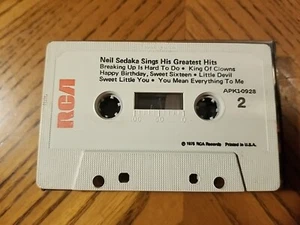 Neil Sedaka Sings His Greatest Hits
Breaking Up Is Hard To Do • King Of Clowns
Happy Birthday, Sweet Sixteen • Little Devil
Sweet Little You • You Mean Everything To Me
APK1-0928
2
RCA
© 1975 RCA Records
Printed in U.S.A.